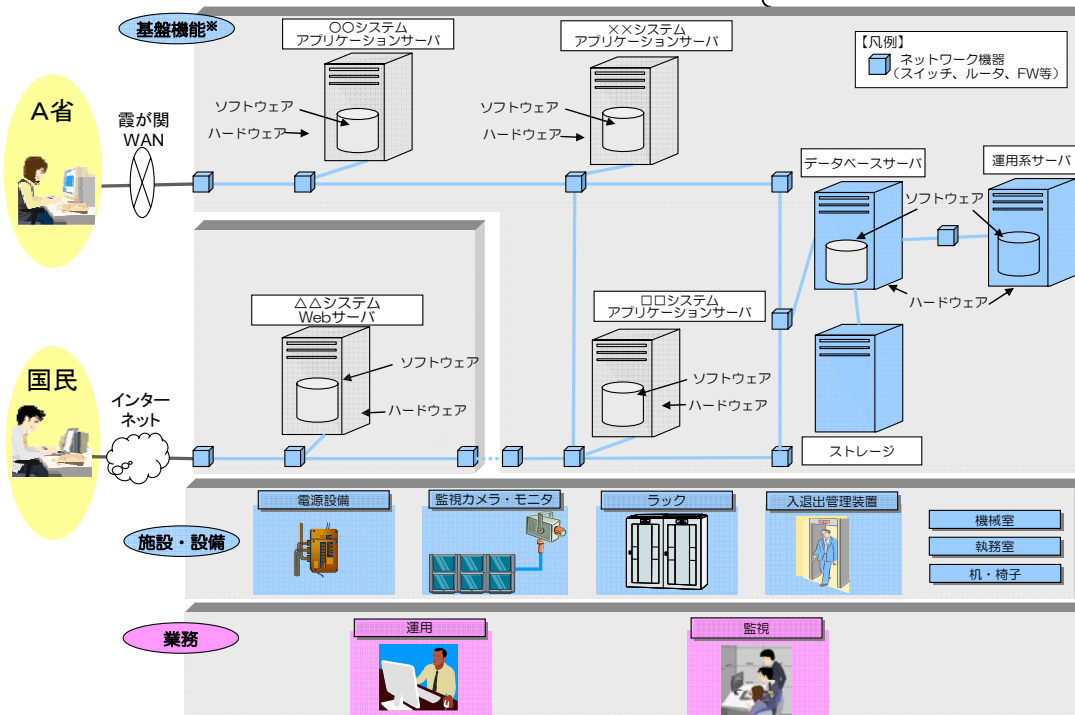 基盤機能※
○○システム
アプリケーションサーバ
××システム
アプリケーションサーバ
【凡例】
ネットワーク機器
(スイッチ、ルータ、FW等)
A省
霞が関
WAN
ソフトウェア
ハードウェア
ソフトウェア
ハードウェア
データベースサーバ
運用系サーバ
ソフトウェア
ハードウェア
△△システム
Webサーバ
□□システム
アプリケーションサーバ
国民
インター
ネット
ソフトウェア
ハードウェア
ソフトウェア
ハードウェア
ストレージ
施設・設備
電源設備
監視カメラ・モニタ
ラック
入退出管理装置
機械室
執務室
机・椅子
業務
運用
監視